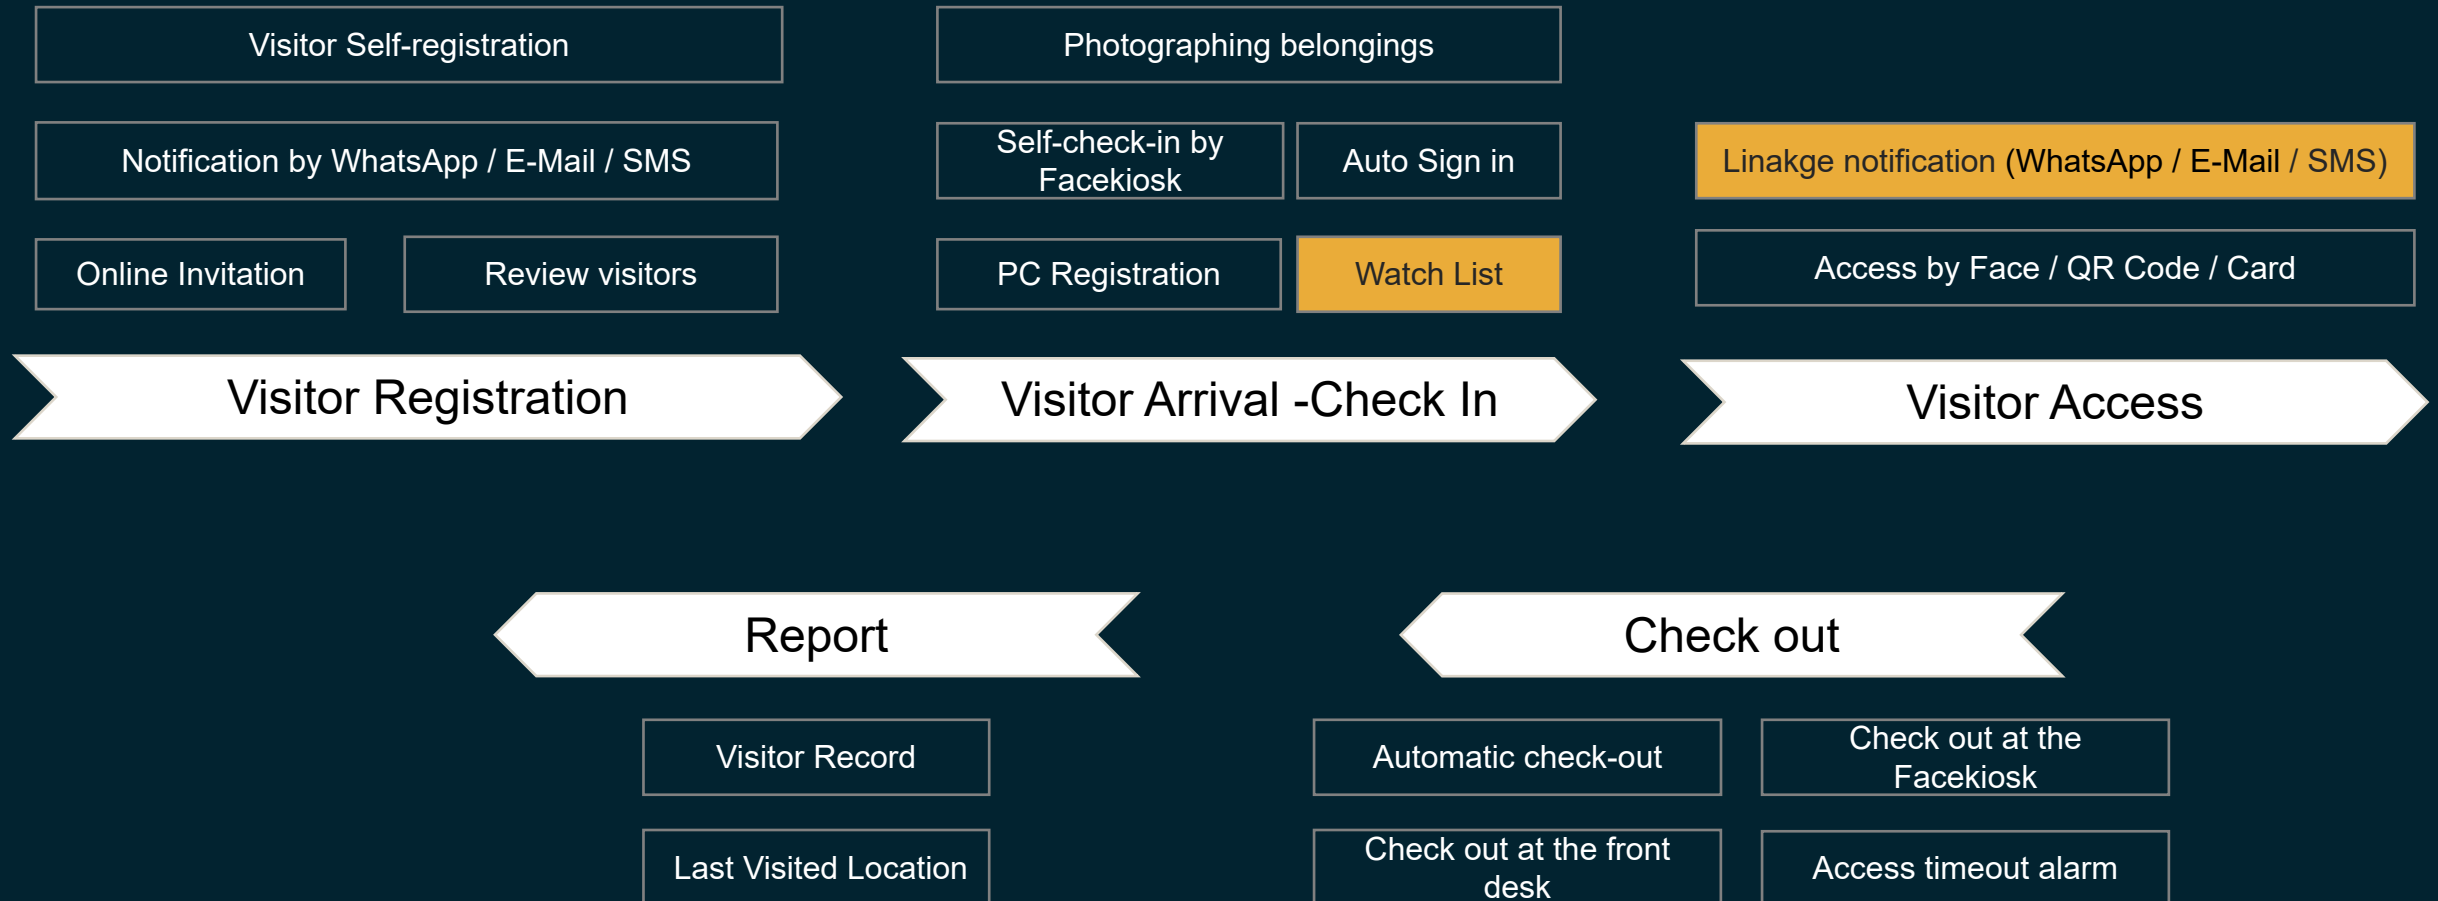 Visitor Self-registration
Notification by WhatsApp / E-Mail / SMS
Online Invitation
Review visitors
Visitor Registration
Photographing belongings
Self-check-in by
Facekiosk
Auto Sign in
PC Registration
Watch List
Visitor Arrival -Check In
Linakge notification (WhatsApp / E-Mail / SMS)
Access by Face / QR Code / Card
Visitor Access
Report
Visitor Record
Last Visited Location
Check out
Automatic check-out
Check out at the
Facekiosk
Check out at the front
desk
Access timeout alarm